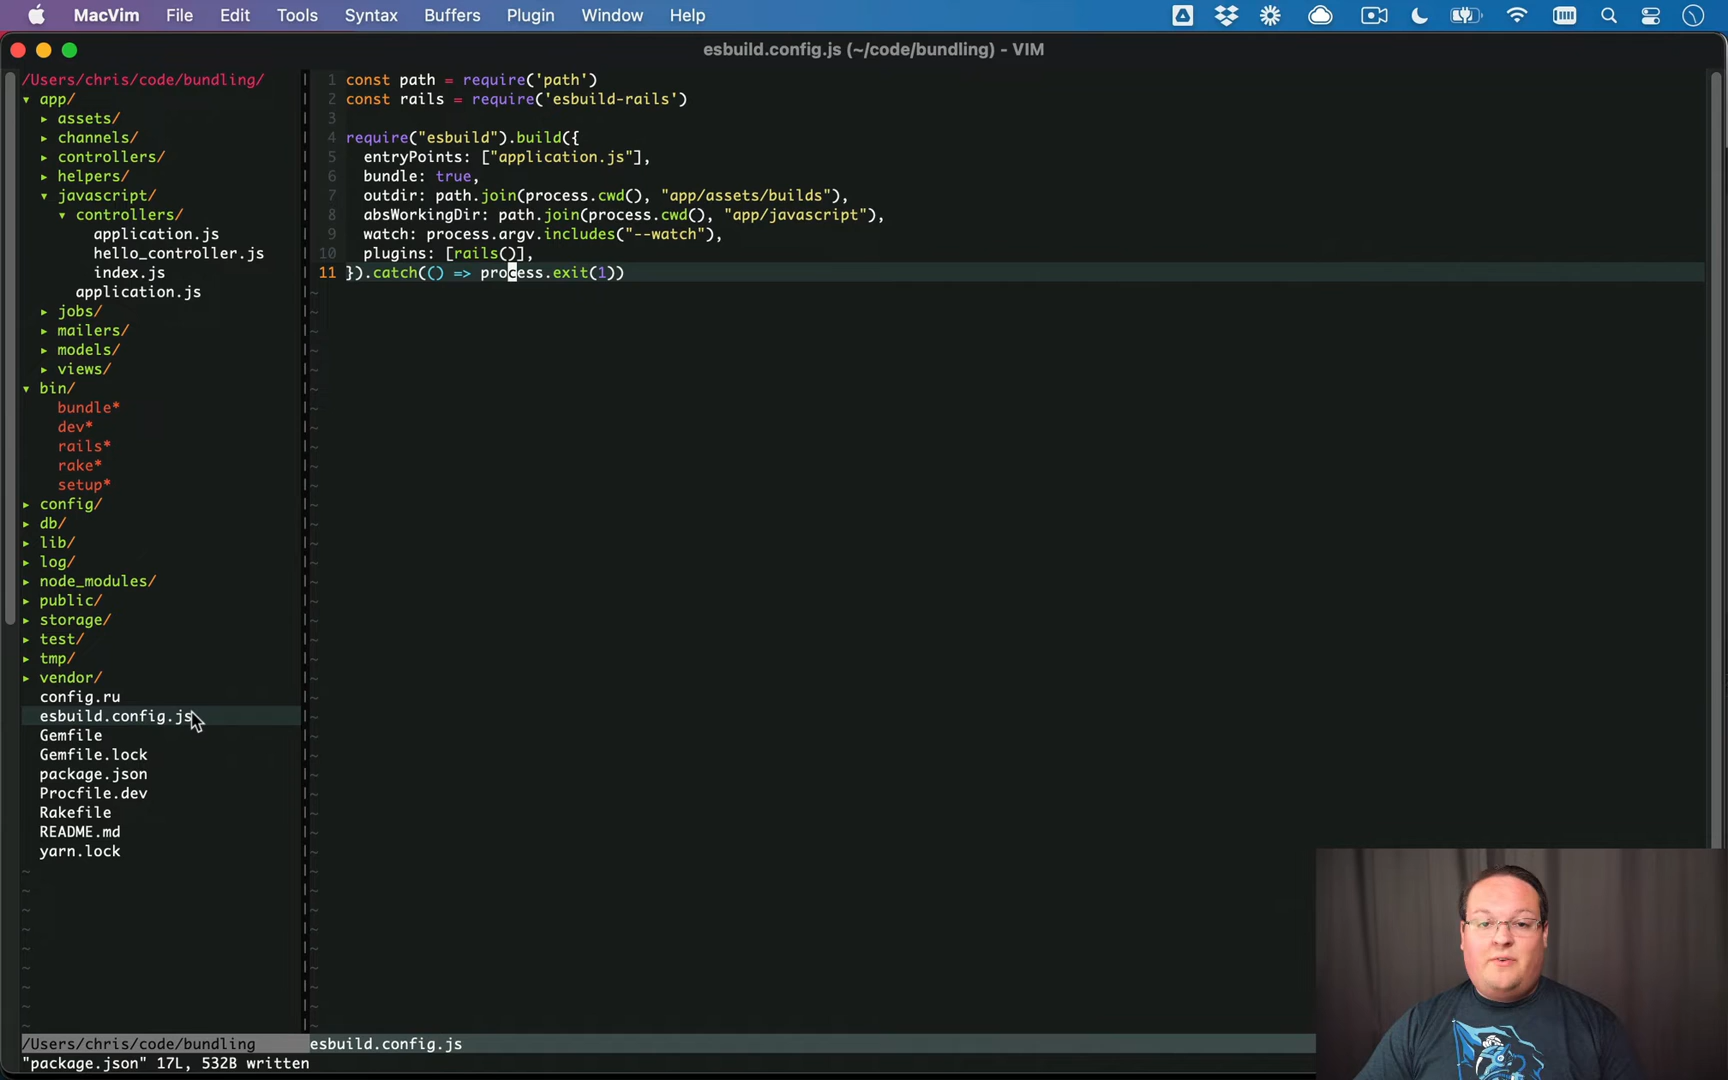 MacVim File Edit Tools Syntax Buffers Plugin Window Help
esbuild.config.js (~/code/bundling) - VIM
/Users/chris/code/bundling/
▾ app/
▸ assets/
▸ channels/
▸ controllers/
▸ helpers/
▾ javascript/
▾ controllers/
application.js
hello_controller.js
index.js
application.js
▸ jobs/
▸ mailers/
▸ models/
▸ views/
▾ bin/
bundle*
dev*
rails*
rake*
setup*
▸ config/
▸ db/
▸ lib/
▸ log/
▸ node_modules/
▸ public/
▸ storage/
▸ test/
▸ tmp/
▸ vendor/
config.ru
esbuild.config.js
Gemfile
Gemfile.lock
package.json
Procfile.dev
Rakefile
README.md
yarn.lock
1 const path = require('path')
2 const rails = require('esbuild-rails')
3
4 require("esbuild").build({
5 entryPoints: ["application.js"],
6 bundle: true,
7 outdir: path.join(process.cwd(), "app/assets/builds"),
8 absWorkingDir: path.join(process.cwd(), "app/javascript"),
9 watch: process.argv.includes("--watch"),
10 plugins: [rails()],
11 }).catch(() => process.exit(1))
/Users/chris/code/bundling esbuild.config.js
"package.json" 17L, 532B written